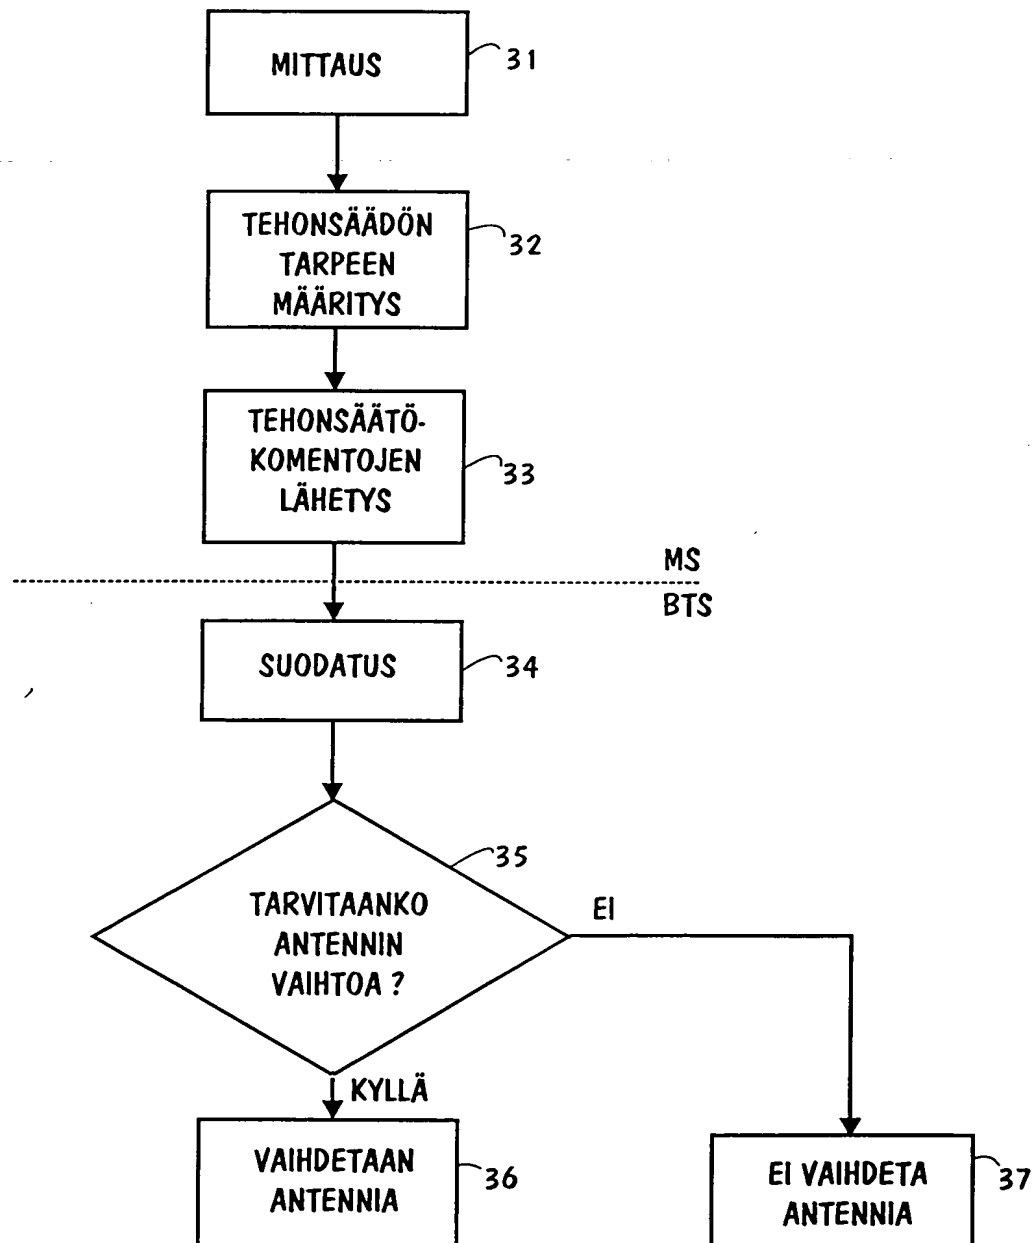 MITTAUS
31
TEHONSÄÄDÖN
TARPEEN
MÄÄRITYS
32
TEHONSÄÄTÖ-
KOMENTOJEN
LÄHETYS
33
MS
BTS
SUODATUS
34
35
TARVITAANKO
ANTENNIN
VAIHTOA ?
EI
KYLLÄ
VAIHDETAAN
ANTENNIA
36
EI VAIHDETA
ANTENNIA
37